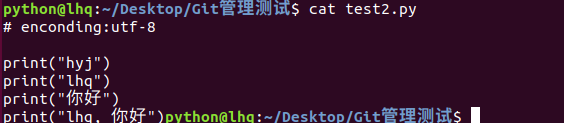 python@lhq:~/Desktop/Git管理测试$ cat test2.py
# enconding:utf-8
print("hyj")
print("lhq")
print("你好")
print("lhq, 你好")python@lhq:~/Desktop/Git管理测试$